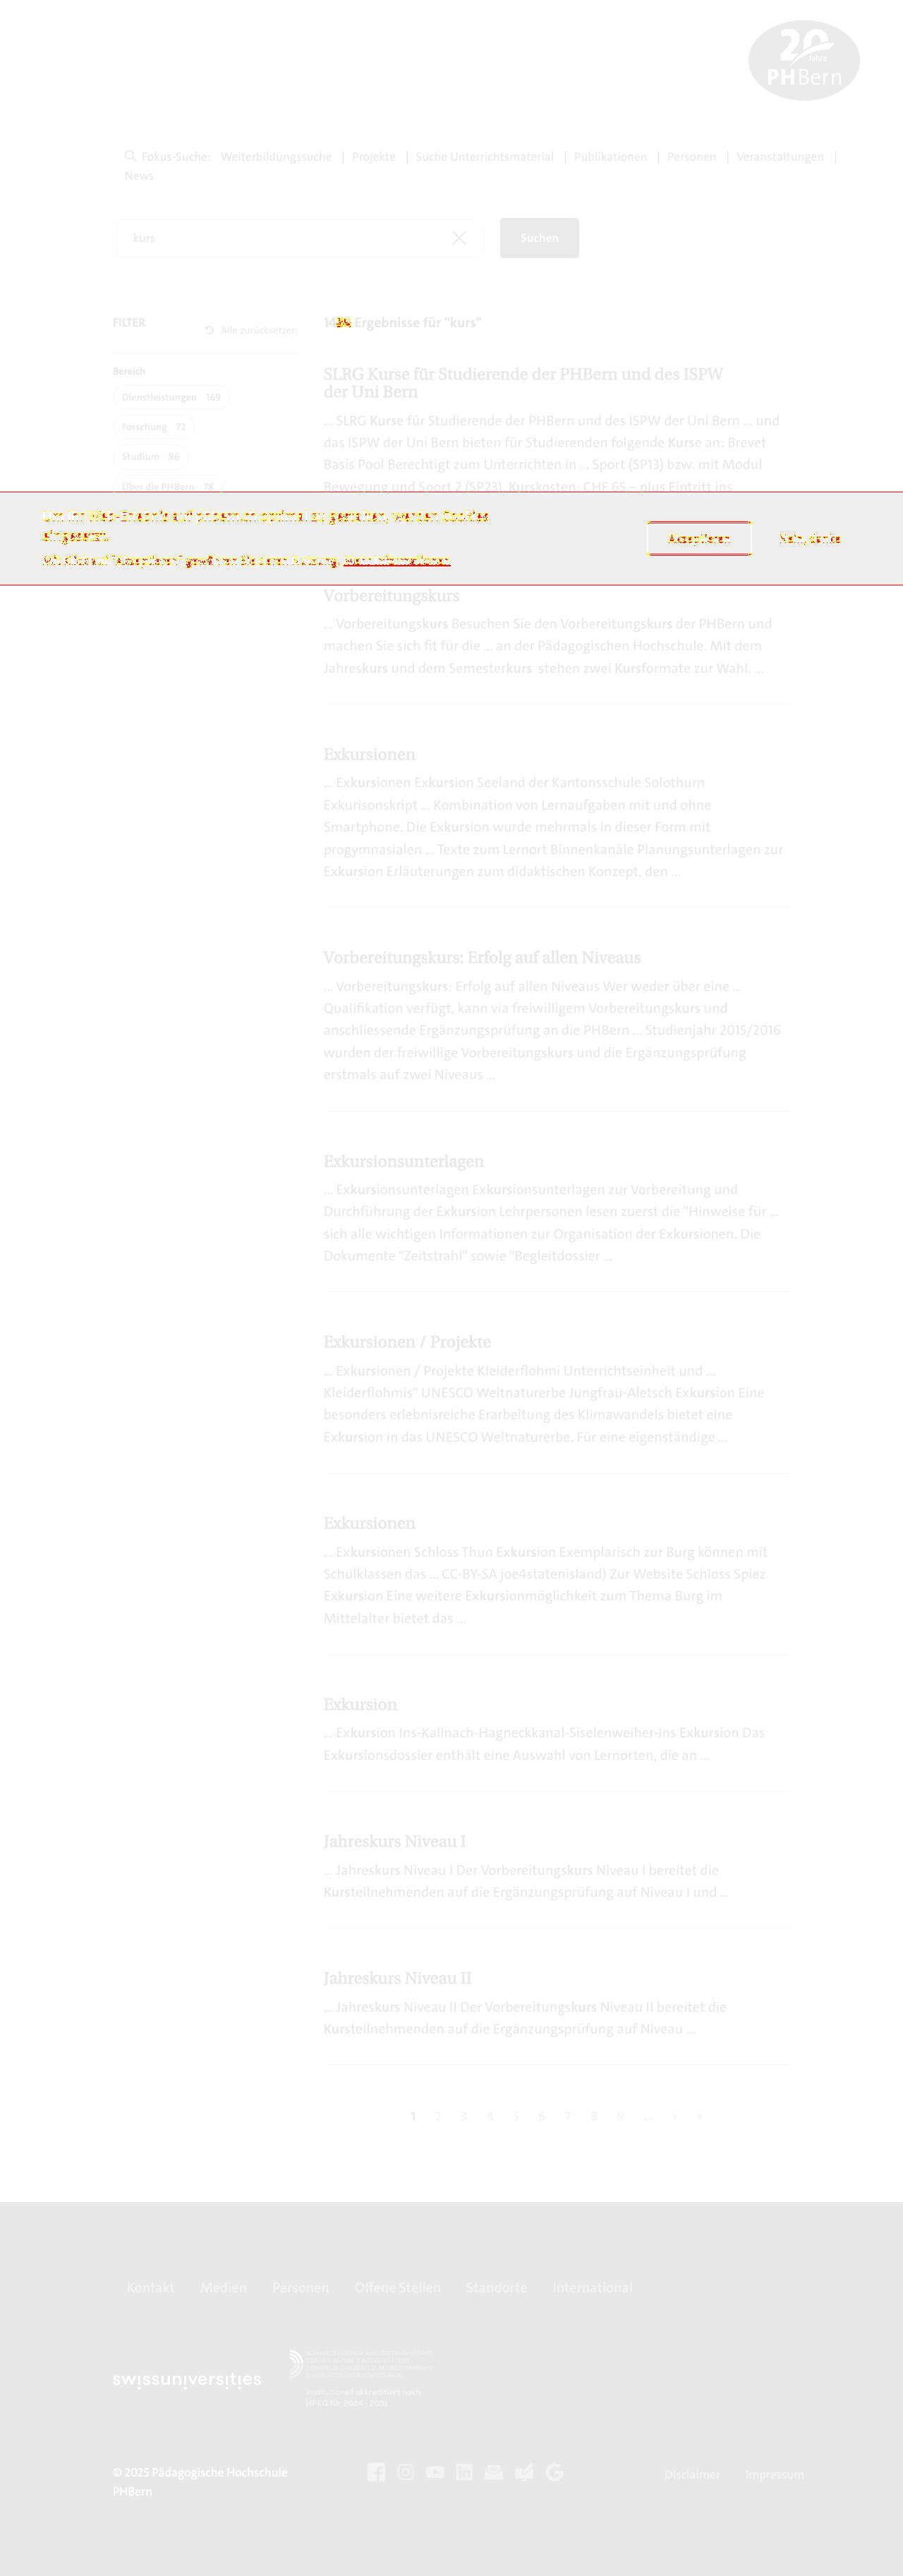 20
Jahre
PHBern
Fokus-Suche: Weiterbildungssuche | Projekte | Suche Unterrichtsmaterial | Publikationen | Personen | Veranstaltungen |
News
kurs
Suchen
FILTER
Alle zurücksetzen
Ergebnisse für "kurs"
Bereich
Dienstleistungen 169
Forschung 72
Studium 86
Über die PHBern 78
SLRG Kurse für Studierende der PHBern und des ISPW
der Uni Bern
... SLRG Kurse für Studierende der PHBern und des ISPW der Uni Bern ... und
das ISPW der Uni Bern bieten für Studierenden folgende Kurse an: Brevet
Basis Pool Berechtigt zum Unterrichten in ... Sport (SP13) bzw. mit Modul
Bewegung und Sport 2 (SP23). Kurskosten: CHF 65 – plus Eintritt ins
Um Ihr Web-Erlebnis auf phbern.ch optimal zu gestalten, werden Cookies
eingesetzt.
Mit Klick auf "Akzeptieren" gewähren Sie deren Nutzung. Mehr Informationen
Akzeptieren
Nein, danke
Vorbereitungskurs
... Vorbereitungskurs Besuchen Sie den Vorbereitungskurs der PHBern und
machen Sie sich fit für die ... an der Pädagogischen Hochschule. Mit dem
Jahreskurs und dem Semesterkurs stehen zwei Kursformate zur Wahl. ...
Exkursionen
... Exkursionen Exkursion Seeland der Kantonsschule Solothurn
Exkurisonskript ... Kombination von Lernaufgaben mit und ohne
Smartphone. Die Exkursion wurde mehrmals in dieser Form mit
progymnasialen ... Texte zum Lernort Binnenkanäle Planungsunterlagen zur
Exkursion Erläuterungen zum didaktischen Konzept, den ...
Vorbereitungskurs: Erfolg auf allen Niveaus
... Vorbereitungskurs: Erfolg auf allen Niveaus Wer weder über eine ...
Qualifikation verfügt, kann via freiwilligem Vorbereitungskurs und
anschliessende Ergänzungsprüfung an die PHBern ... Studienjahr 2015/2016
wurden der freiwillige Vorbereitungskurs und die Ergänzungsprüfung
erstmals auf zwei Niveaus ...
Exkursionsunterlagen
... Exkursionsunterlagen Exkursionsunterlagen zur Vorbereitung und
Durchführung der Exkursion Lehrpersonen lesen zuerst die "Hinweise für ...
sich alle wichtigen Informationen zur Organisation der Exkursionen. Die
Dokumente "Zeitstrahl" sowie "Begleitdossier ...
Exkursionen / Projekte
... Exkursionen / Projekte Kleiderflohmi Unterrichtseinheit und ...
Kleiderflohmis" UNESCO Weltnaturerbe Jungfrau-Aletsch Exkursion Eine
besonders erlebnisreiche Erarbeitung des Klimawandels bietet eine
Exkursion in das UNESCO Weltnaturerbe. Für eine eigenständige ...
Exkursionen
... Exkursionen Schloss Thun Exkursion Exemplarisch zur Burg können mit
Schulklassen das ... CC-BY-SA joe4statenisland) Zur Website Schloss Spiez
Exkursion Eine weitere Exkursionmöglichkeit zum Thema Burg im
Mittelalter bietet das ...
Exkursion
... Exkursion Ins-Kallnach-Hagneckkanal-Siselenweiher-Ins Exkursion Das
Exkursionsdossier enthält eine Auswahl von Lernorten, die an ...
Jahreskurs Niveau I
... Jahreskurs Niveau I Der Vorbereitungskurs Niveau I bereitet die
Kursteilnehmenden auf die Ergänzungsprüfung auf Niveau I und ...
Jahreskurs Niveau II
... Jahreskurs Niveau II Der Vorbereitungskurs Niveau II bereitet die
Kursteilnehmenden auf die Ergänzungsprüfung auf Niveau ...
1 2 3 4 5 6 7 8 9 ... › »
Kontakt Medien Personen Offene Stellen Standorte International
swissuniversities
© 2025 Pädagogische Hochschule
PHBern
Disclaimer Impressum